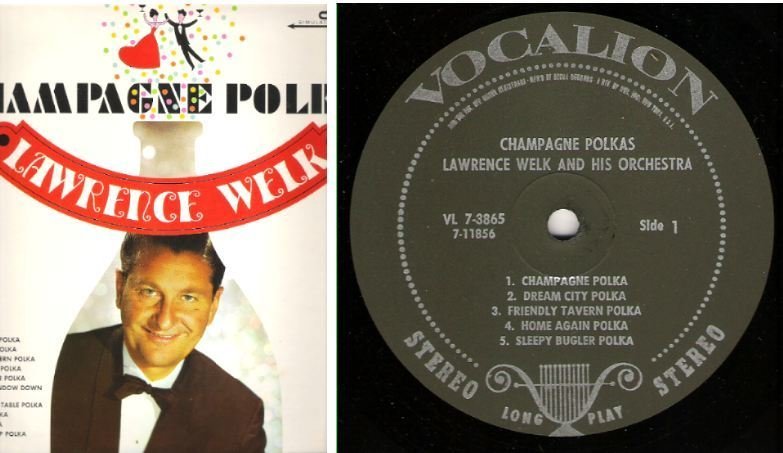 HAMPAGNE POL
LAWRENCE WELK
POLKA
OLKA
ERN POLKA
POLKA
POLKA
NDOW DOWN
TABLE POLKA
KA
A
P POLKA
VOCALION
CHAMPAGNE POLKAS
LAWRENCE WELK AND HIS ORCHESTRA
VL 7-3865
7-11856
Side 1
1. CHAMPAGNE POLKA
2. DREAM CITY POLKA
3. FRIENDLY TAVERN POLKA
4. HOME AGAIN POLKA
5. SLEEPY BUGLER POLKA
STEREO
LONG PLAY
STEREO